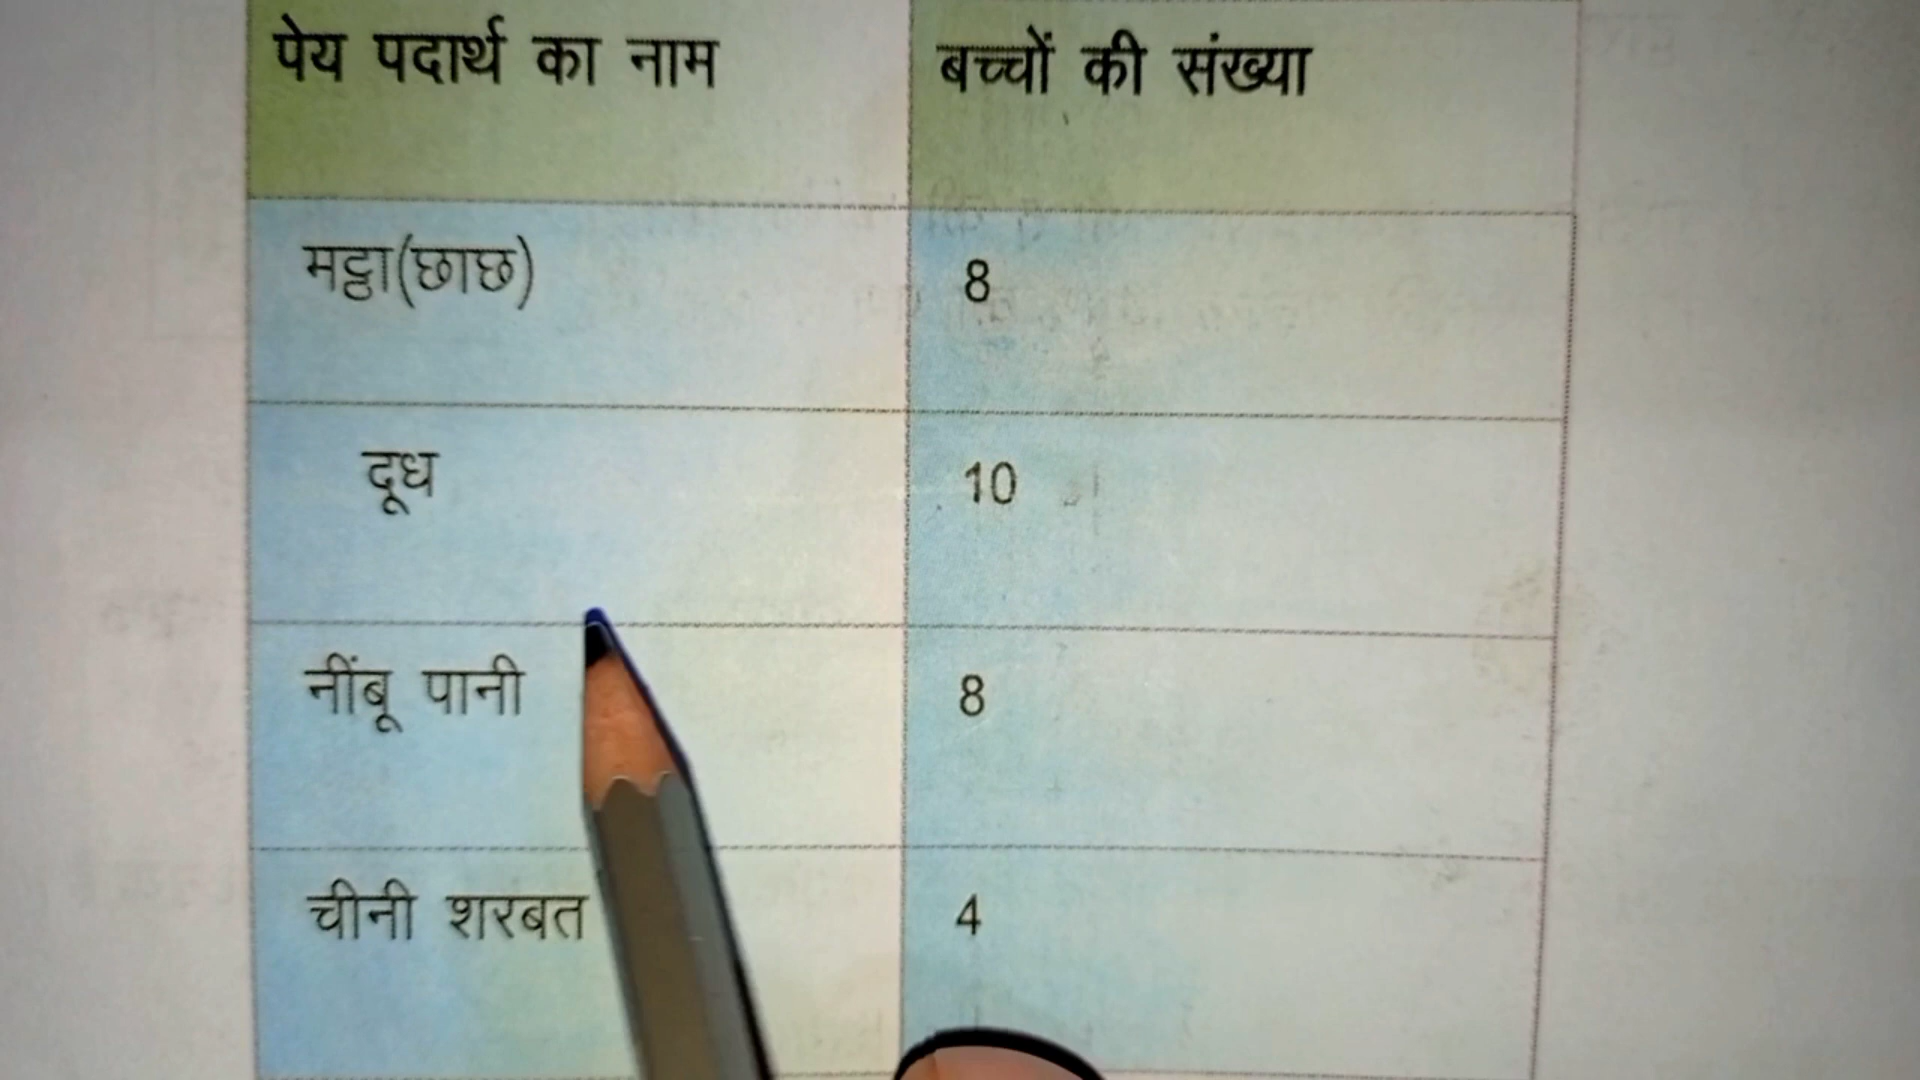 पेय पदार्थ का नाम बच्चों की संख्या
मट्ठा(छाछ) 8
दूध 10
नींबू पानी 8
चीनी शरबत 4